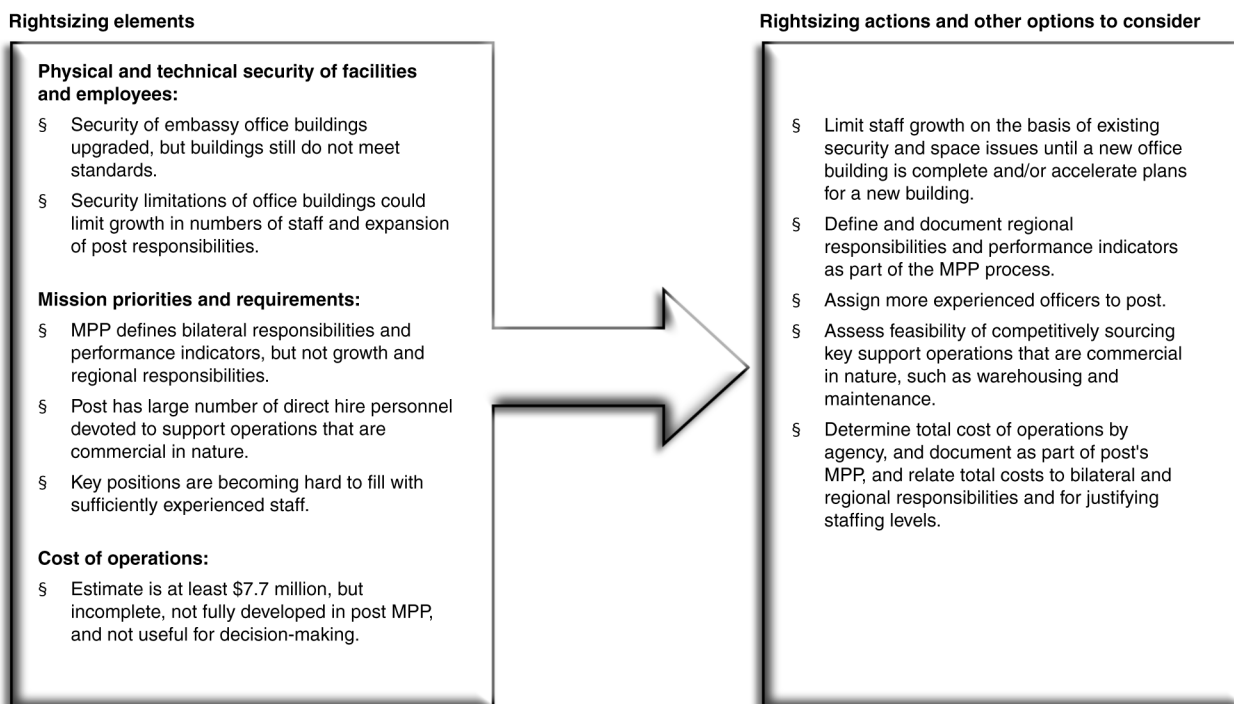 Rightsizing elements
Physical and technical security of facilities
and employees:
§ Security of embassy office buildings
upgraded, but buildings still do not meet
standards.
§ Security limitations of office buildings could
limit growth in numbers of staff and expansion
of post responsibilities.
Mission priorities and requirements:
§ MPP defines bilateral responsibilities and
performance indicators, but not growth and
regional responsibilities.
§ Post has large number of direct hire personnel
devoted to support operations that are
commercial in nature.
§ Key positions are becoming hard to fill with
sufficiently experienced staff.
Cost of operations:
§ Estimate is at least $7.7 million, but
incomplete, not fully developed in post MPP,
and not useful for decision-making.
Rightsizing actions and other options to consider
§ Limit staff growth on the basis of existing
security and space issues until a new office
building is complete and/or accelerate plans
for a new building.
§ Define and document regional
responsibilities and performance indicators
as part of the MPP process.
§ Assign more experienced officers to post.
§ Assess feasibility of competitively sourcing
key support operations that are commercial
in nature, such as warehousing and
maintenance.
§ Determine total cost of operations by
agency, and document as part of post's
MPP, and relate total costs to bilateral and
regional responsibilities and for justifying
staffing levels.